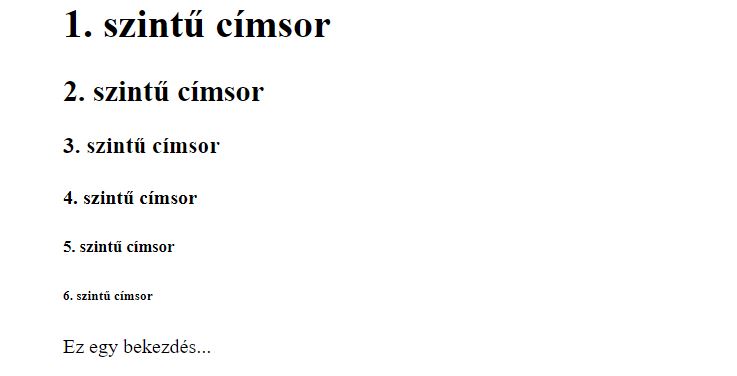 1. szintű címsor
2. szintű címsor
3. szintű címsor
4. szintű címsor
5. szintű címsor
6. szintű címsor
Ez egy bekezdés...